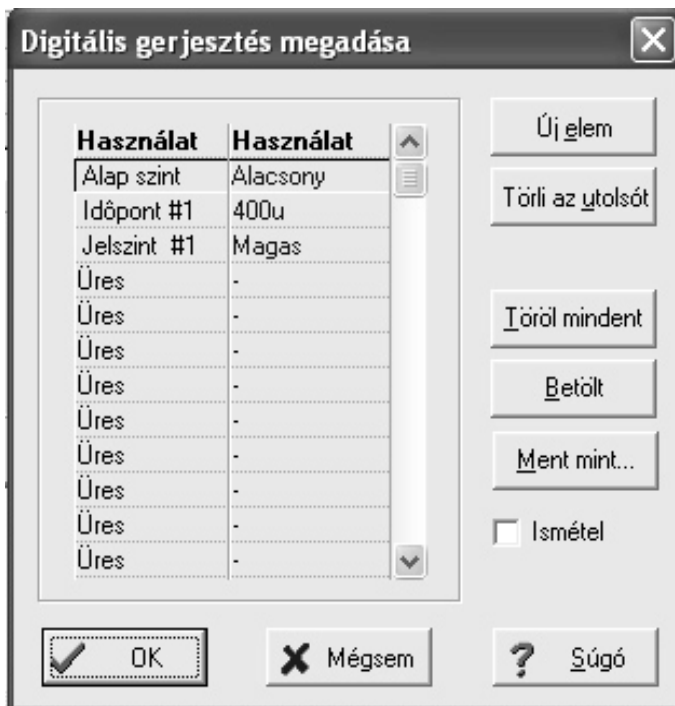 Digitális gerjesztés megadása
Használat Használat
Alap szint Alacsony
Idôpont #1 400u
Jelszint #1 Magas
Üres -
Üres -
Üres -
Üres -
Üres -
Üres -
Üres -
Üres -
Üres -
Új elem
Törli az utolsót
Töröl mindent
Betölt
Ment mint...
Ismétel
OK
Mégsem
? Súgó